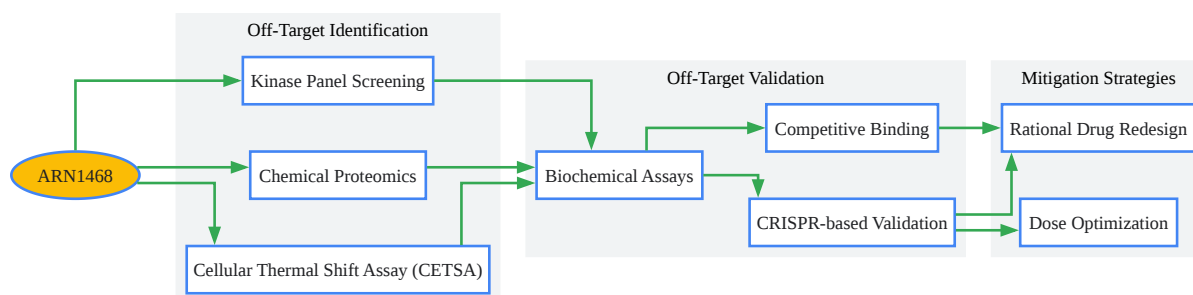 Off-Target Identification
Kinase Panel Screening
Off-Target Validation
Mitigation Strategies
Competitive Binding
Rational Drug Redesign
ARN1468
Chemical Proteomics
Biochemical Assays
CRISPR-based Validation
Dose Optimization
Cellular Thermal Shift Assay (CETSA)